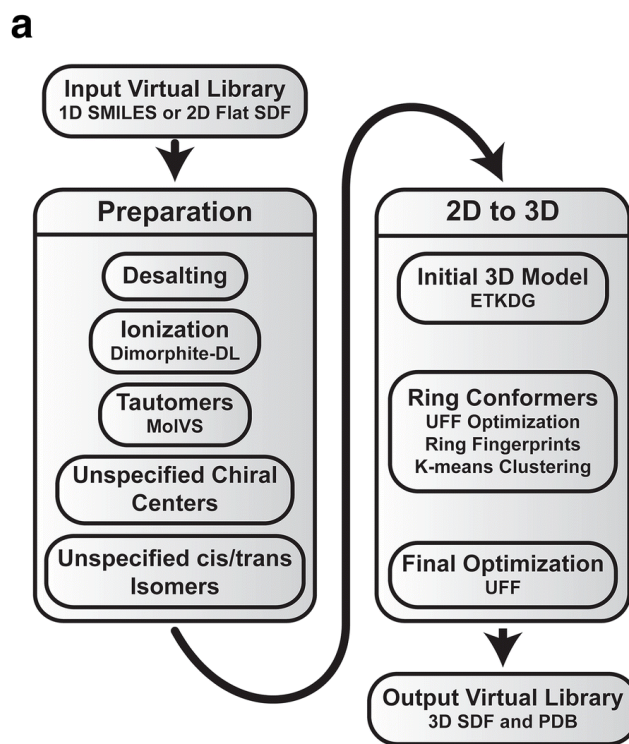 a
Input Virtual Library
1D SMILES or 2D Flat SDF
Preparation
Desalting
Ionization
Dimorphite-DL
Tautomers
MolVS
Unspecified Chiral
Centers
Unspecified cis/trans
Isomers
2D to 3D
Initial 3D Model
ETKDG
Ring Conformers
UFF Optimization
Ring Fingerprints
K-means Clustering
Final Optimization
UFF
Output Virtual Library
3D SDF and PDB